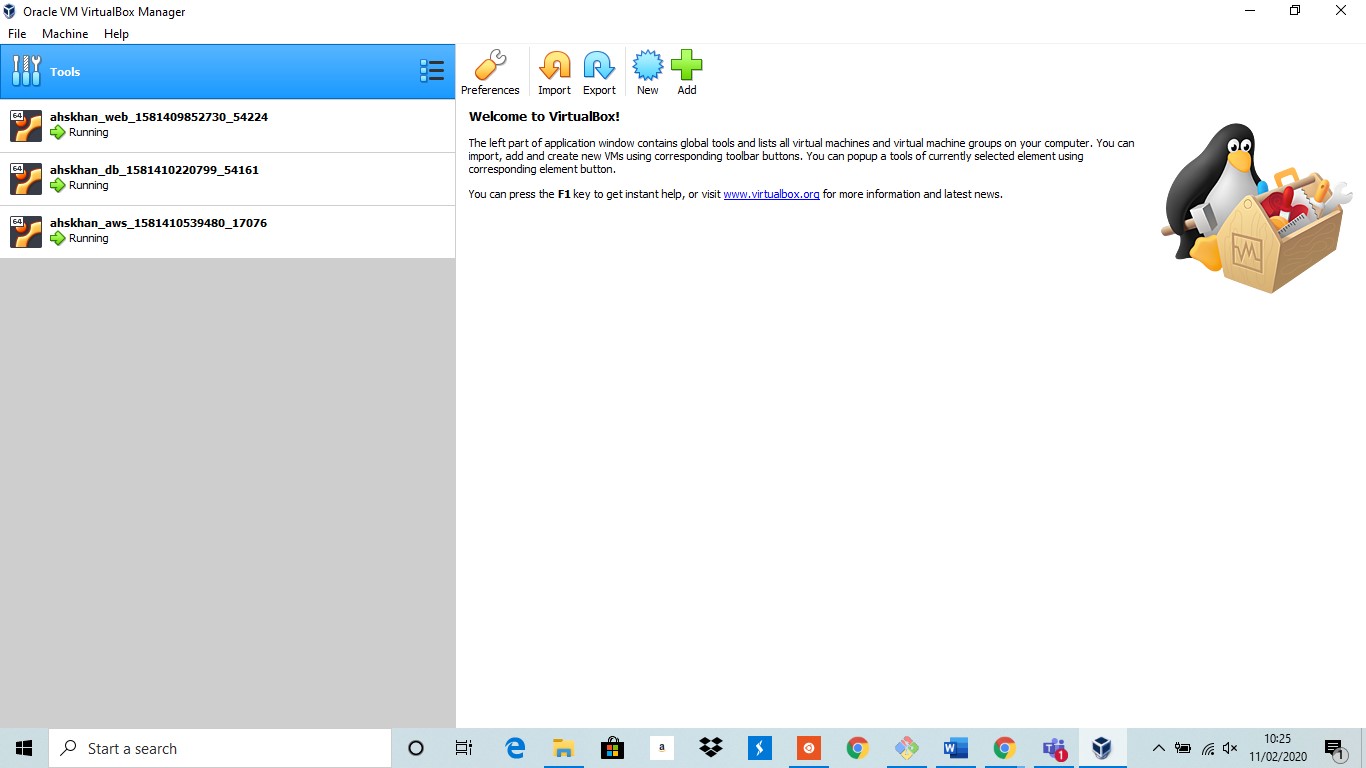 Oracle VM VirtualBox Manager
File Machine Help
Tools
64
ahskhan_web_1581409852730_54224
Running
64
ahskhan_db_1581410220799_54161
Running
64
ahskhan_aws_1581410539480_17076
Running
Preferences Import Export New Add
Welcome to VirtualBox!
The left part of application window contains global tools and lists all virtual machines and virtual machine groups on your computer. You can
import, add and create new VMs using corresponding toolbar buttons. You can popup a tools of currently selected element using
corresponding element button.
You can press the F1 key to get instant help, or visit www.virtualbox.org for more information and latest news.
Start a search
a
W
1
10:25
11/02/2020
1